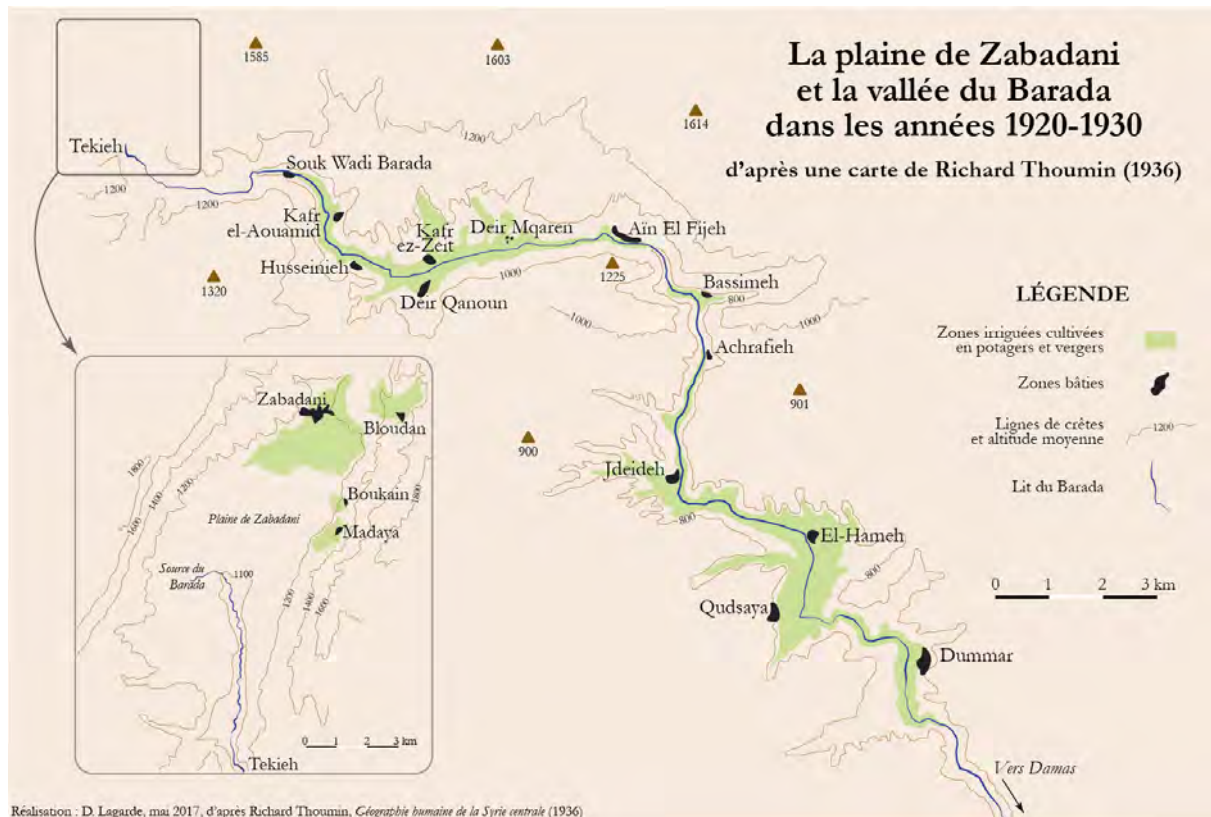 La plaine de Zabadani
et la vallée du Barada
dans les années 1920-1930
d'après une carte de Richard Thoumin (1936)
1585
1603
1614
1200
Tekieh
1200
1200
Souk Wadi Barada
Kafr
el-Aouamid
Kafr
ez-Zeit
Deir Mqaren
Aïn El Fijeh
Husseinieh
1320
1000
1225
Deir Qanoun
Bassimeh
800
1000
1000
Achrafieh
901
900
Jdeideh
800
El-Hameh
800
Qudsaya
Dummar
Vers Damas
LÉGENDE
Zones irriguées cultivées
en potagers et vergers
Zones bâties
Lignes de crêtes
et altitude moyenne
1200
Lit du Barada
0 1 2 3 km
Zabadani
Bloudan
1800
1600
1400
1200
1800
Boukain
Plaine de Zabadani
Madaya
Source du
Barada
1100
1200
1400
1600
0 1 2 3 km
Tekieh
Réalisation : D. Lagarde, mai 2017, d'après Richard Thoumin, Géographie humaine de la Syrie centrale (1936)